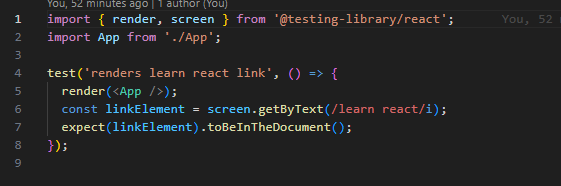 You, 52 minutes ago | 1 author (You)
1 import { render, screen } from '@testing-library/react'; You, 52
2 import App from './App';
3
4 test('renders learn react link', () => {
5 render(<App />);
6 const linkElement = screen.getByText(/learn react/i);
7 expect(linkElement).toBeInTheDocument();
8 });
9